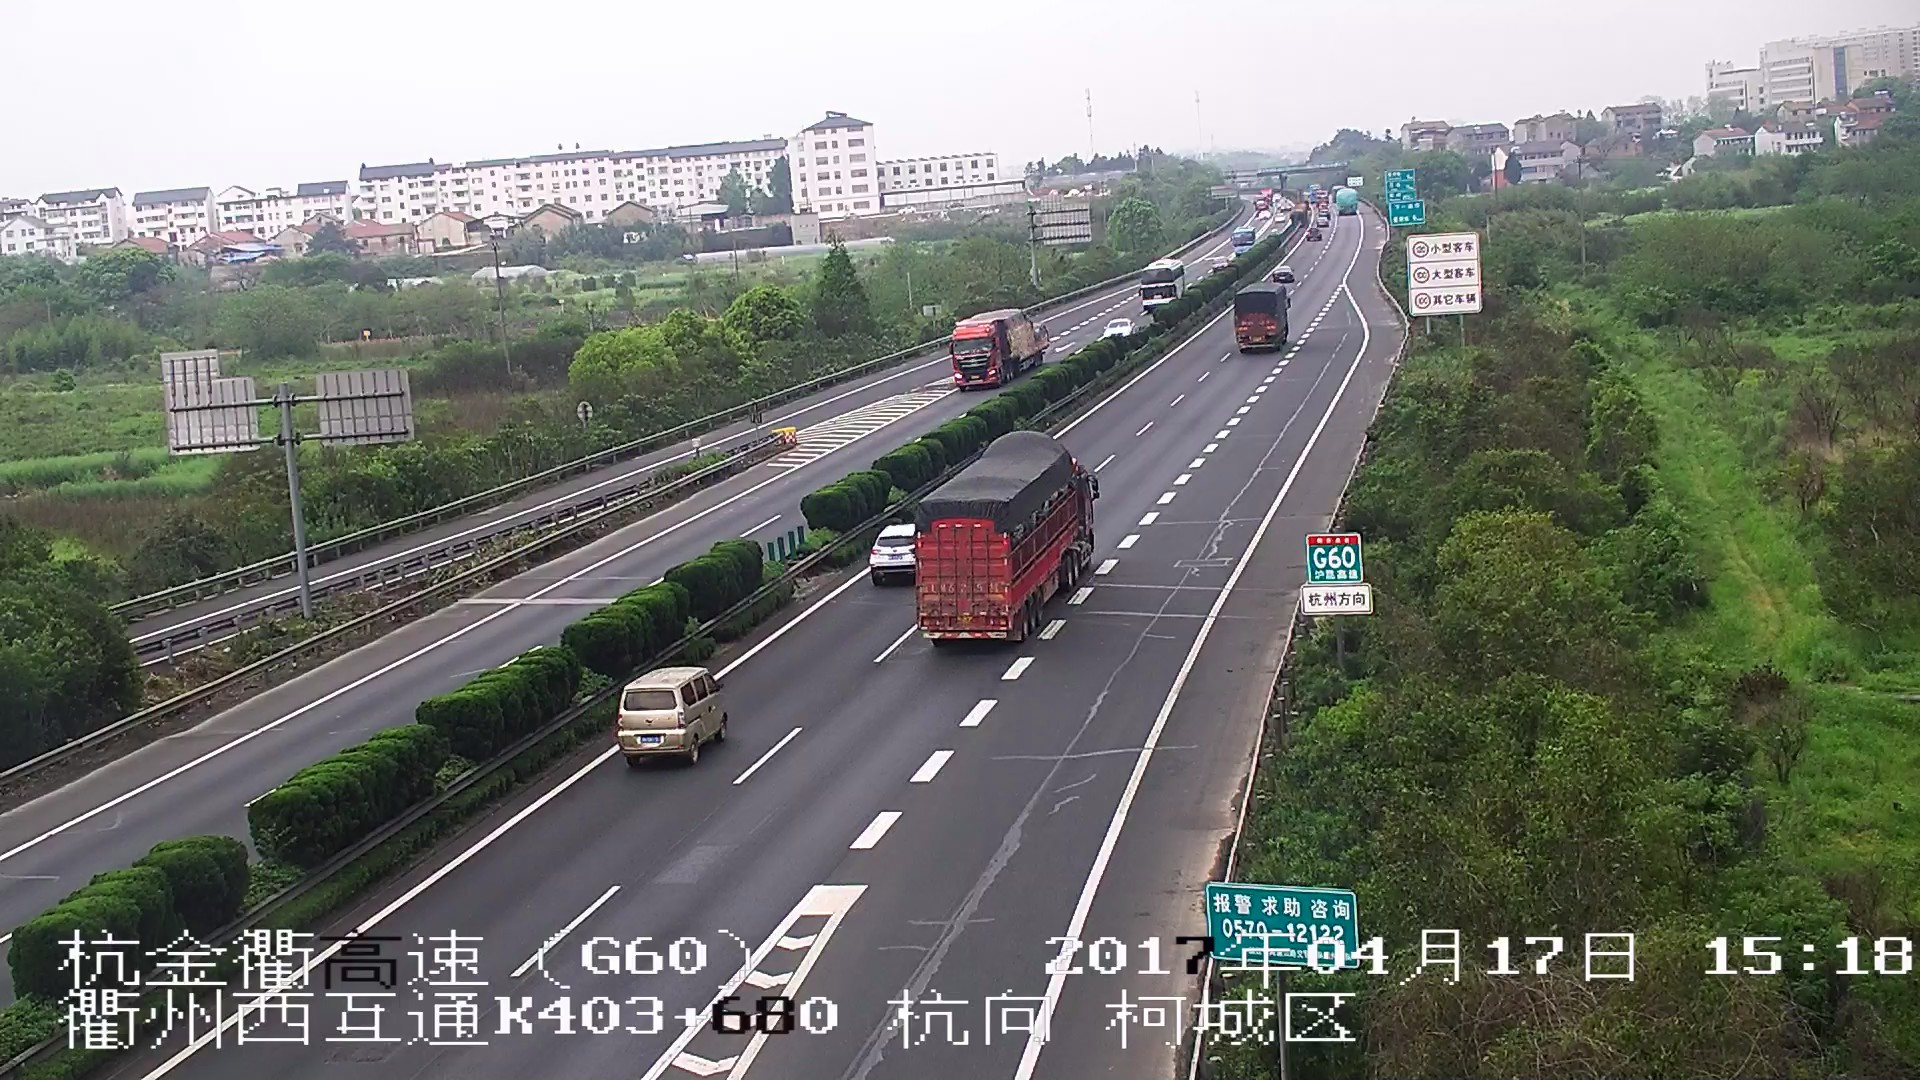 小型客车
大型客车
其它车辆
G60
沪昆高速
杭州方向
报警 求助 咨询
0570-12122
杭金衢高速（G60） 2017年04月17日 15:18
衢州西互通K403+680 杭向 柯城区